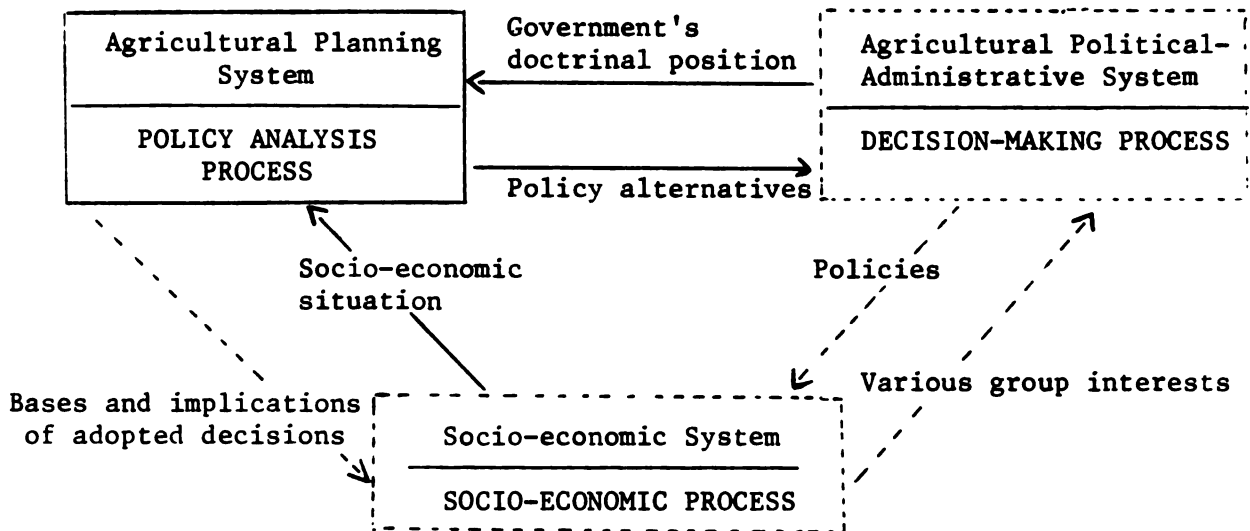 Agricultural Planning
System
POLICY ANALYSIS
PROCESS
Government's
doctrinal position
Policy alternatives
Agricultural Political-
Administrative System
DECISION-MAKING PROCESS
Socio-economic
situation
Policies
Bases and implications
of adopted decisions
Various group interests
Socio-economic System
SOCIO-ECONOMIC PROCESS